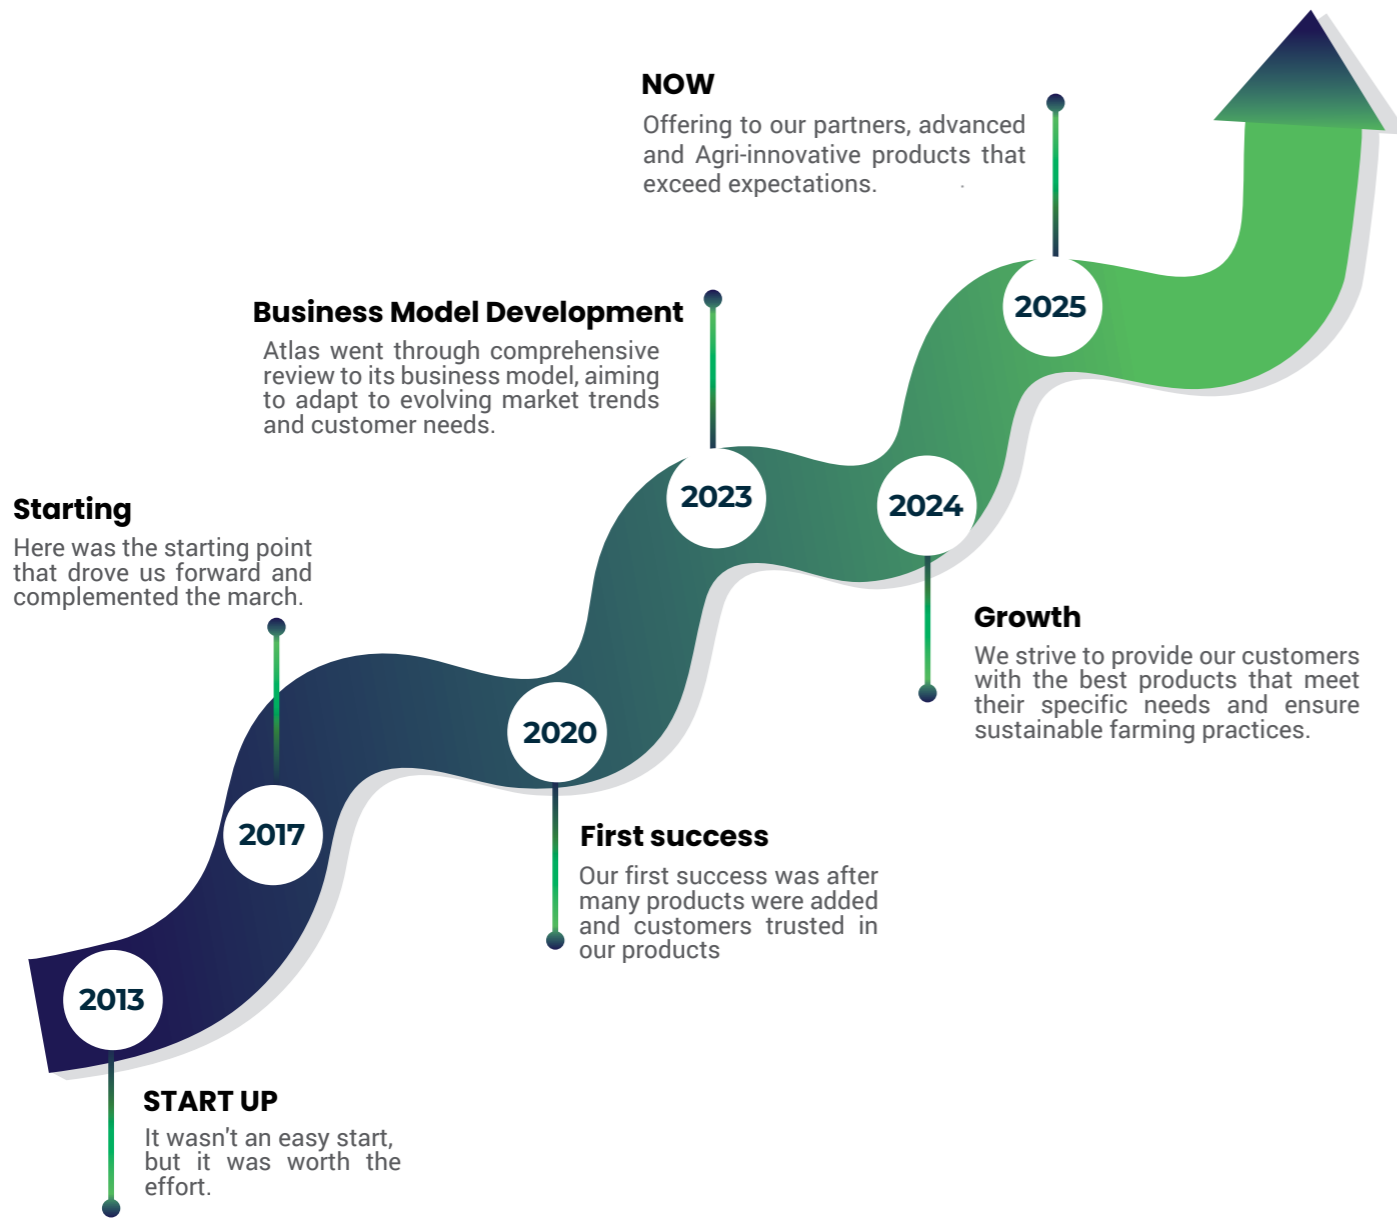 NOW
Offering to our partners, advanced
and Agri-innovative products that
exceed expectations.
2025
Business Model Development
Atlas went through comprehensive
review to its business model, aiming
to adapt to evolving market trends
and customer needs.
2023
2024
Growth
We strive to provide our customers
with the best products that meet
their specific needs and ensure
sustainable farming practices.
Starting
Here was the starting point
that drove us forward and
complemented the march.
2017
2020
First success
Our first success was after
many products were added
and customers trusted in
our products
2013
START UP
It wasn't an easy start,
but it was worth the
effort.